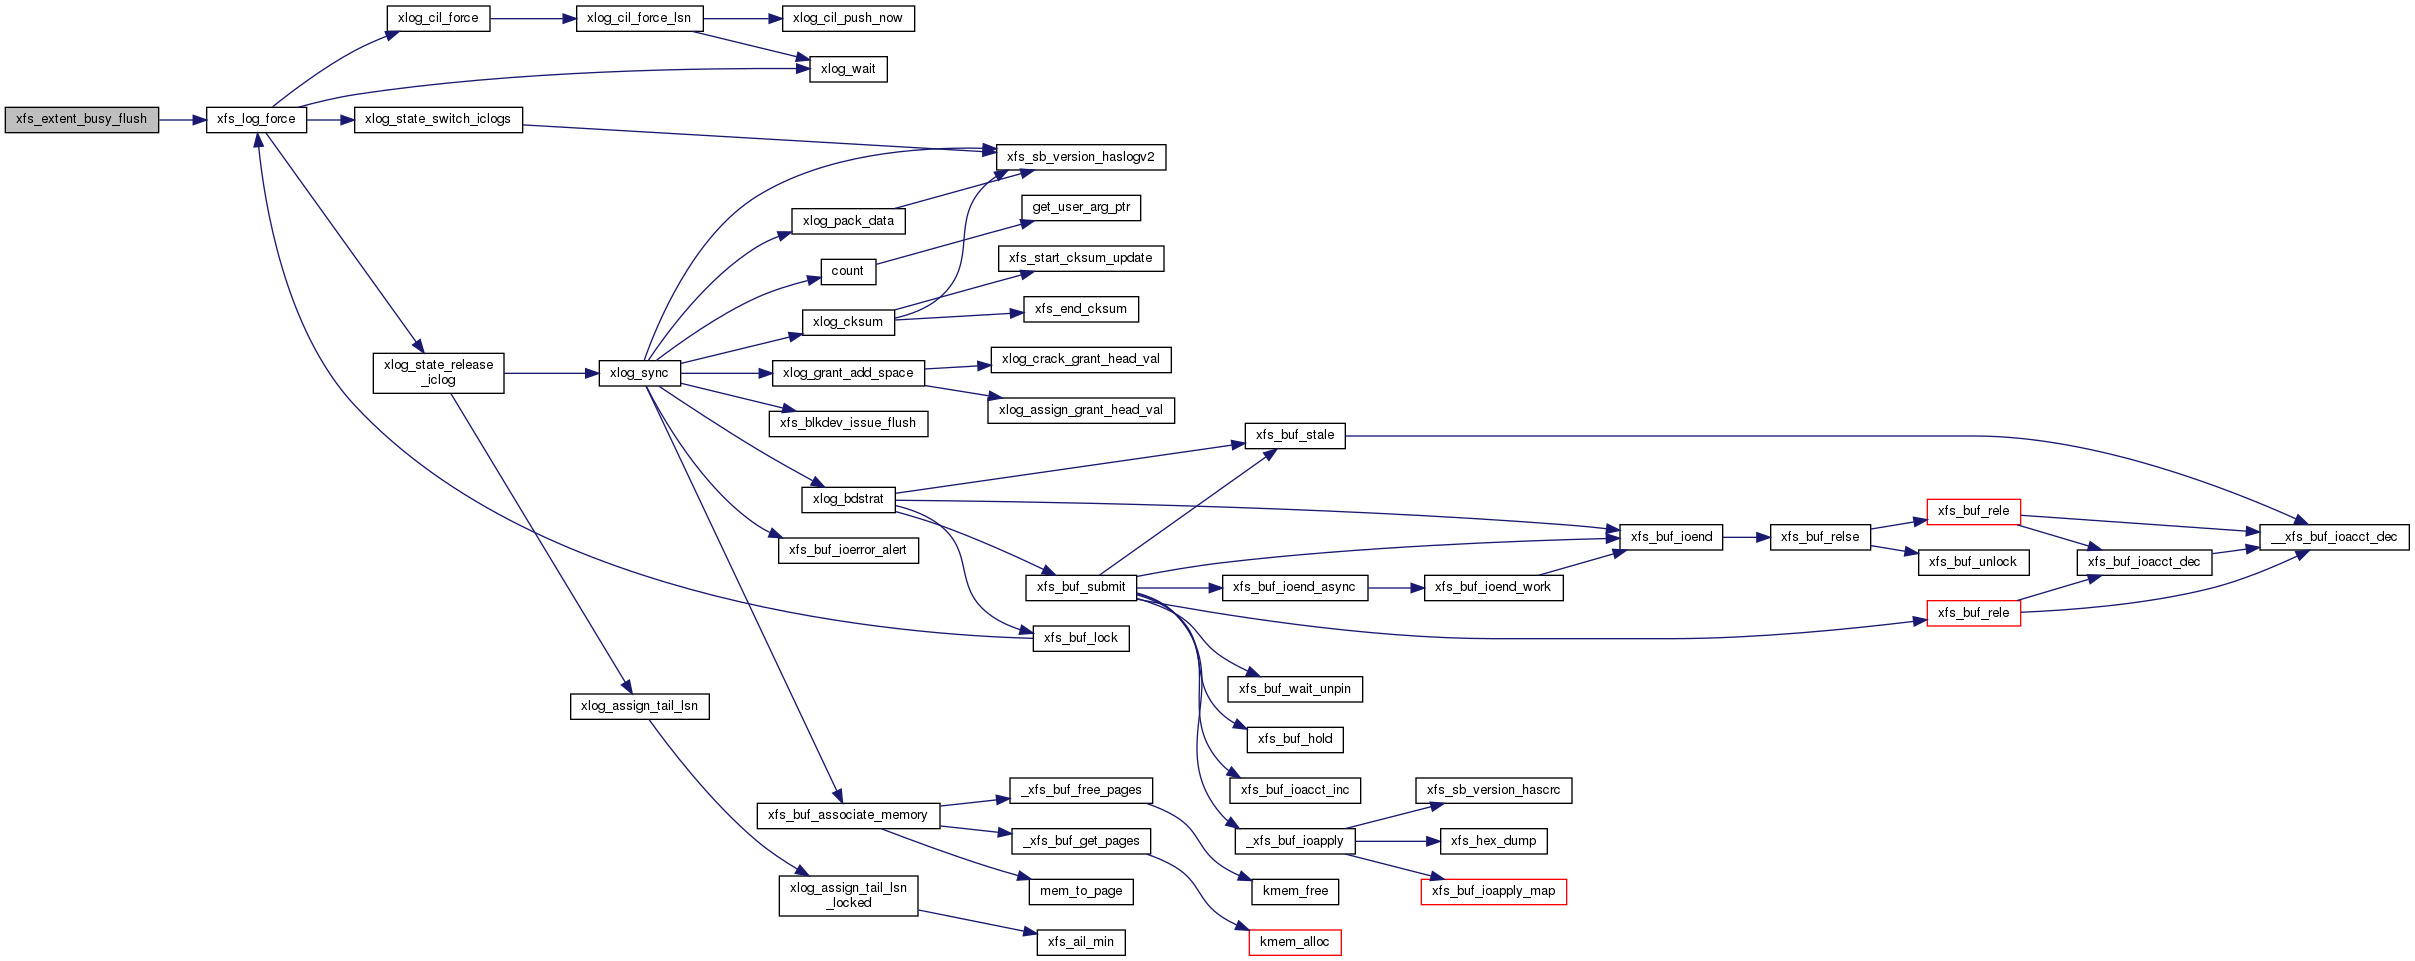 xlog_cil_force
xlog_cil_force_lsn
xlog_cil_push_now
xlog_wait
xfs_extent_busy_flush
xfs_log_force
xlog_state_switch_iclogs
xfs_sb_version_haslogv2
get_user_arg_ptr
xlog_pack_data
xfs_start_cksum_update
count
xfs_end_cksum
xlog_cksum
xlog_state_release
_iclog
xlog_sync
xlog_grant_add_space
xlog_crack_grant_head_val
xlog_assign_grant_head_val
xfs_blkdev_issue_flush
xfs_buf_stale
xlog_bdstrat
xfs_buf_rele
xfs_buf_ioerror_alert
xfs_buf_ioend
xfs_buf_relse
__xfs_buf_ioacct_dec
xfs_buf_unlock
xfs_buf_ioacct_dec
xfs_buf_submit
xfs_buf_ioend_async
xfs_buf_ioend_work
xfs_buf_rele
xfs_buf_lock
xfs_buf_wait_unpin
xlog_assign_tail_lsn
xfs_buf_hold
xfs_buf_ioacct_inc
xfs_buf_associate_memory
_xfs_buf_free_pages
xfs_sb_version_hascrc
_xfs_buf_get_pages
_xfs_buf_ioapply
xfs_hex_dump
xlog_assign_tail_lsn
_locked
mem_to_page
kmem_free
xfs_buf_ioapply_map
xfs_ail_min
kmem_alloc